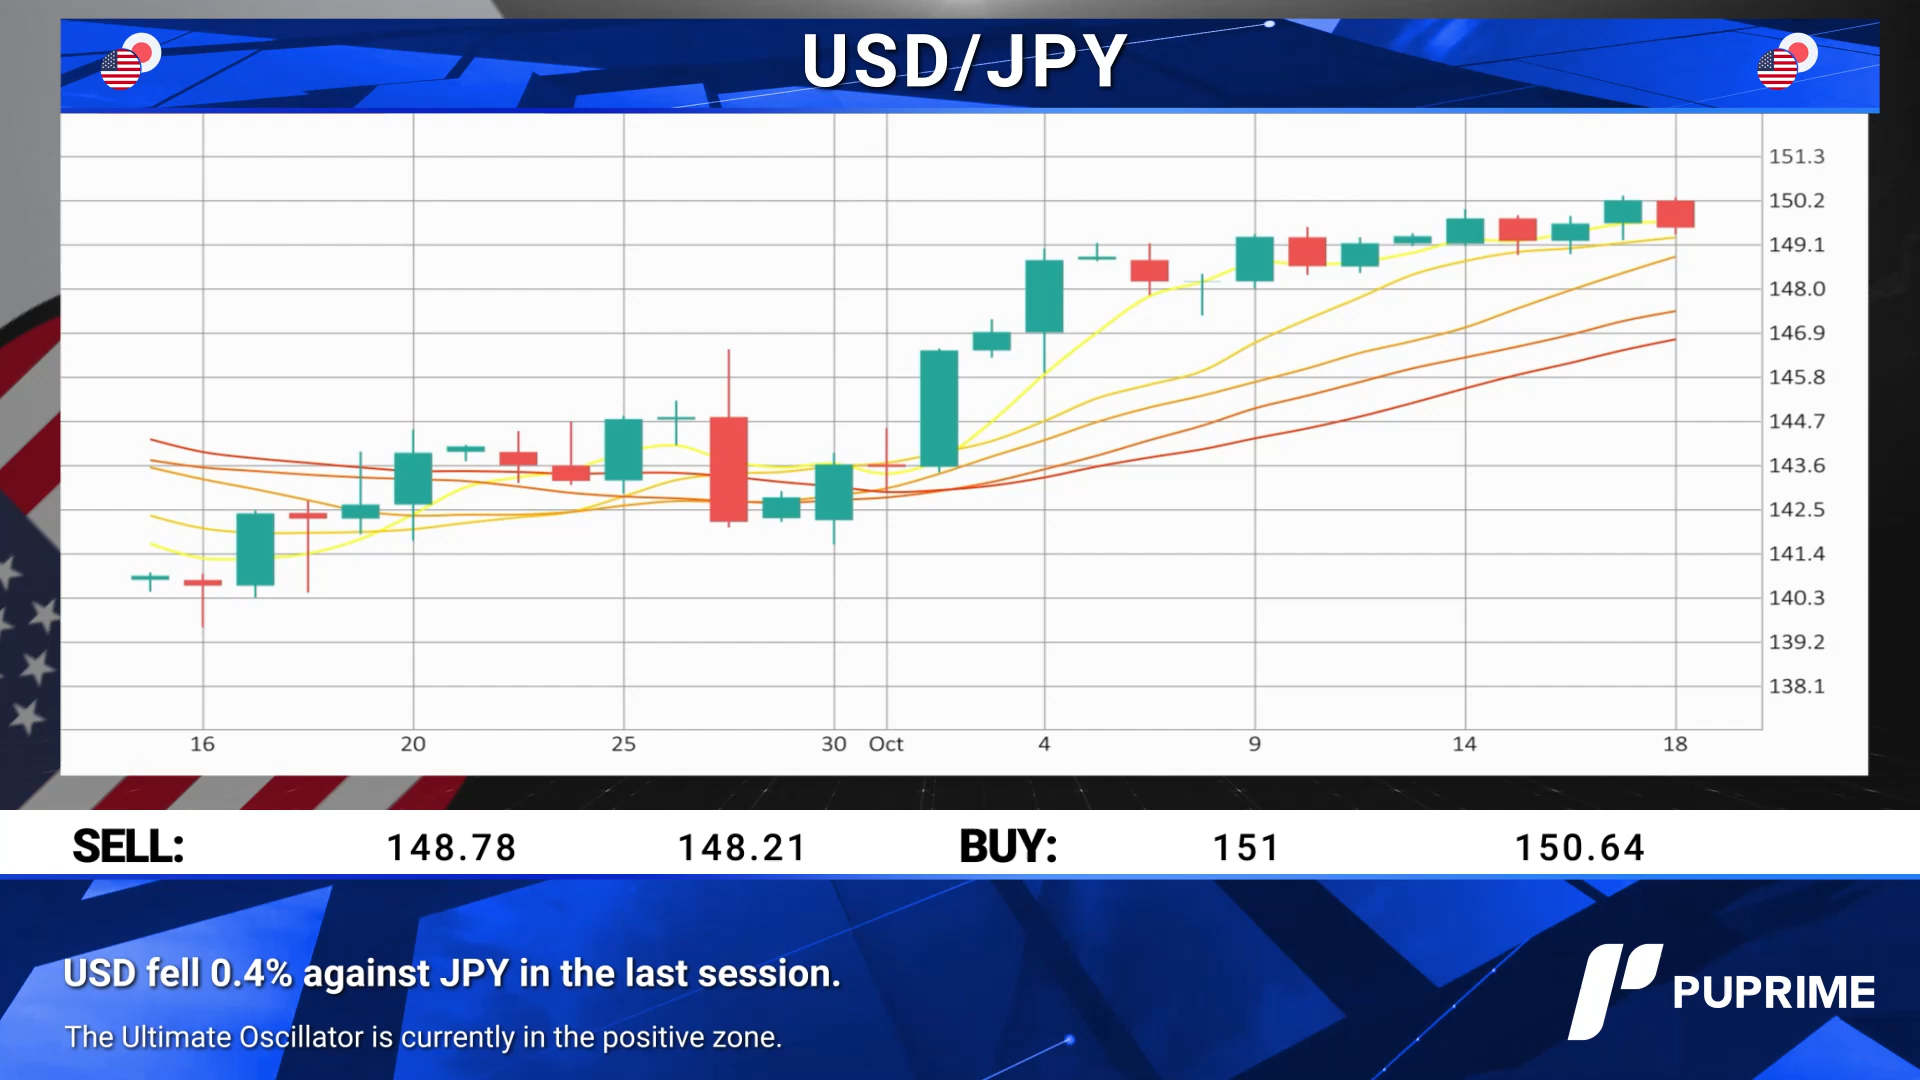 USD/JPY
151.3
150.2
149.1
148.0
146.9
145.8
144.7
143.6
142.5
141.4
140.3
139.2
138.1
16 20 25 30 Oct 4 9 14 18
SELL: 148.78 148.21 BUY: 151 150.64
USD fell 0.4% against JPY in the last session.
The Ultimate Oscillator is currently in the positive zone.
PUPRIME